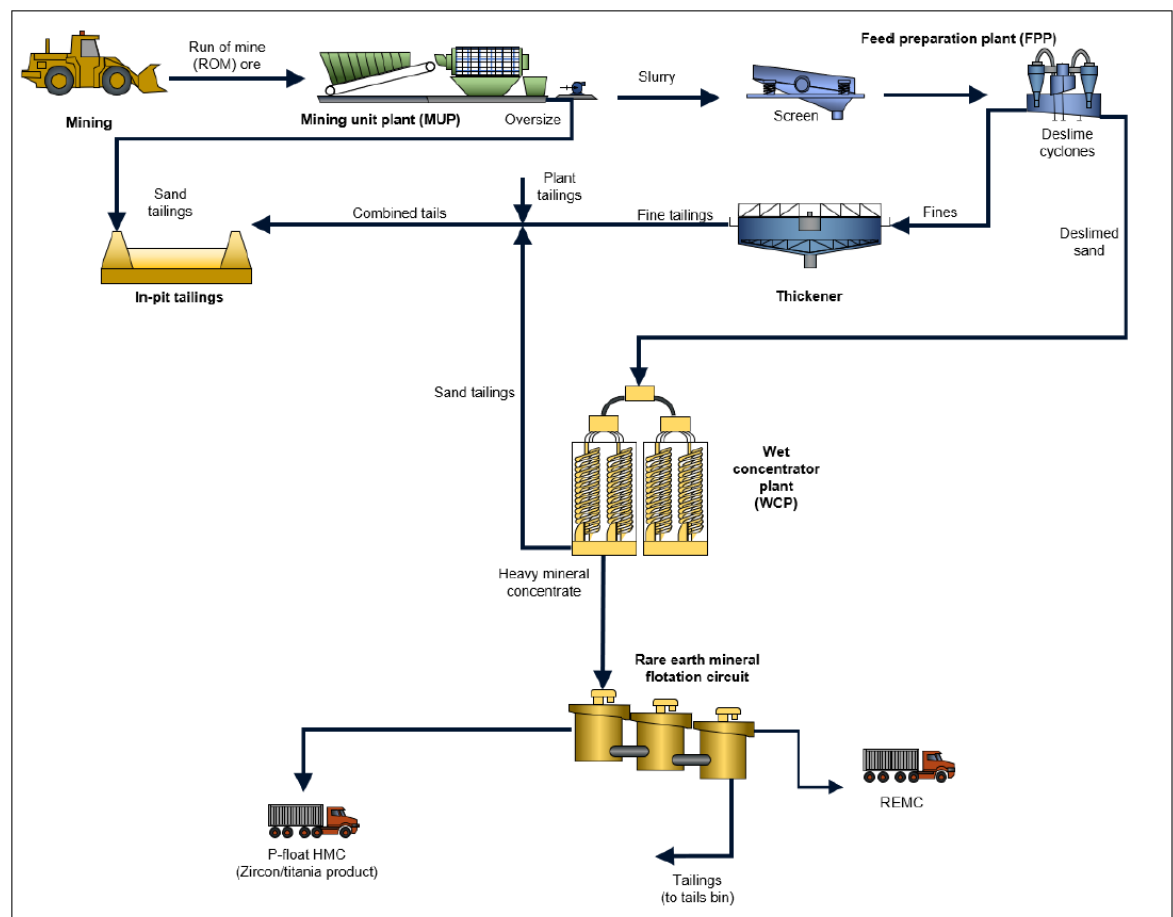 Feed preparation plant (FPP)
Run of mine
(ROM) ore
Slurry
Mining
Mining unit plant (MUP)
Oversize
Screen
Deslime
cyclones
Plant
tailings
Sand
tailings
Combined tails
Fine tailings
Fines
Deslimed
sand
In-pit tailings
Thickener
Sand tailings
Wet
concentrator
plant
(WCP)
Heavy mineral
concentrate
Rare earth mineral
flotation circuit
REMC
P-float HMC
(Zircon/titania product)
Tailings
(to tails bin)